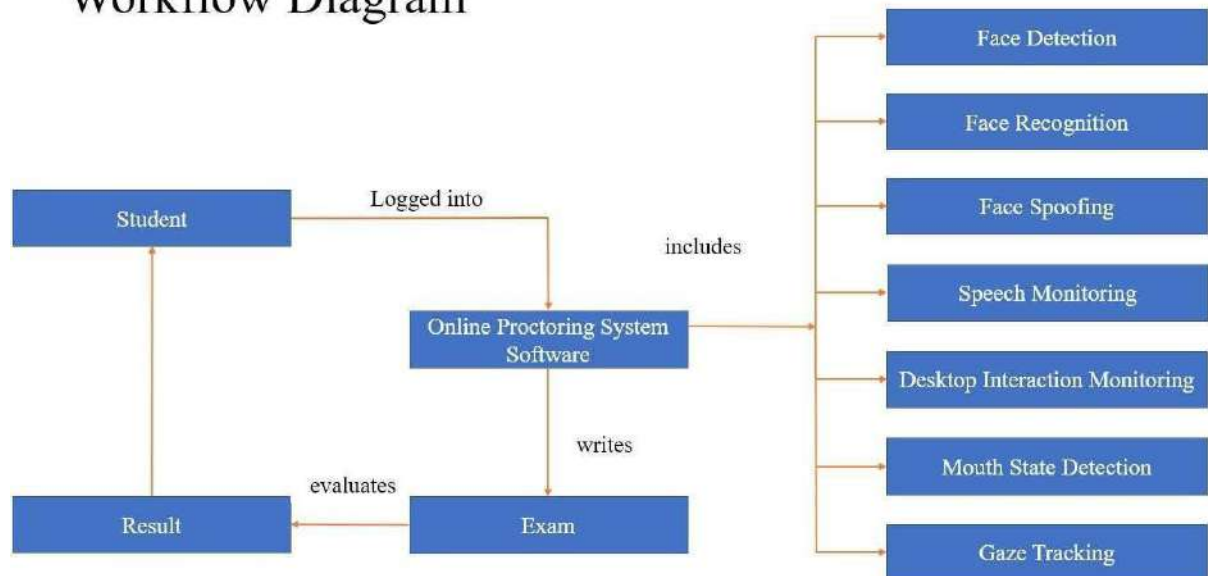 Workflow Diagram
Face Detection
Face Recognition
Student
Logged into
Face Spoofing
includes
Speech Monitoring
Online Proctoring System
Software
Desktop Interaction Monitoring
writes
Mouth State Detection
evaluates
Result
Exam
Gaze Tracking